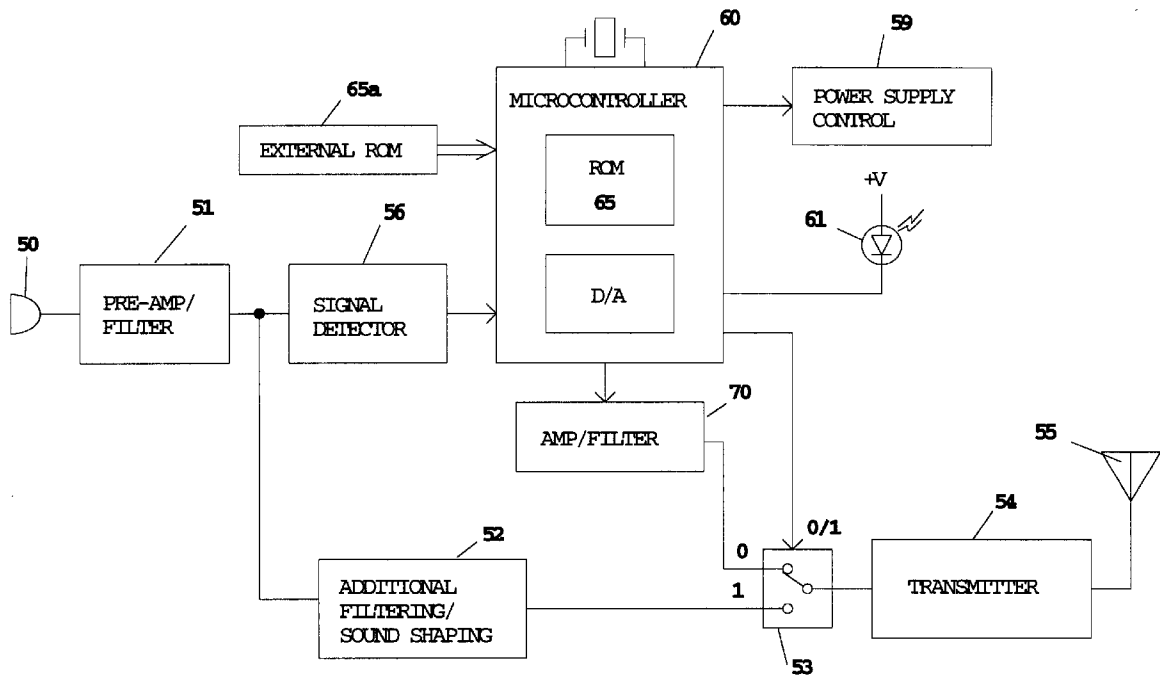 60
59
65a
MICROCONTROLLER
POWER SUPPLY
CONTROL
EXTERNAL ROM
ROM
65
+V
61
50
51
56
PRE-AMP/
FILTER
SIGNAL
DETECTOR
D/A
70
AMP/FILTER
55
54
0/1
52
0
1
ADDITIONAL
FILTERING/
SOUND SHAPING
TRANSMITTER
53